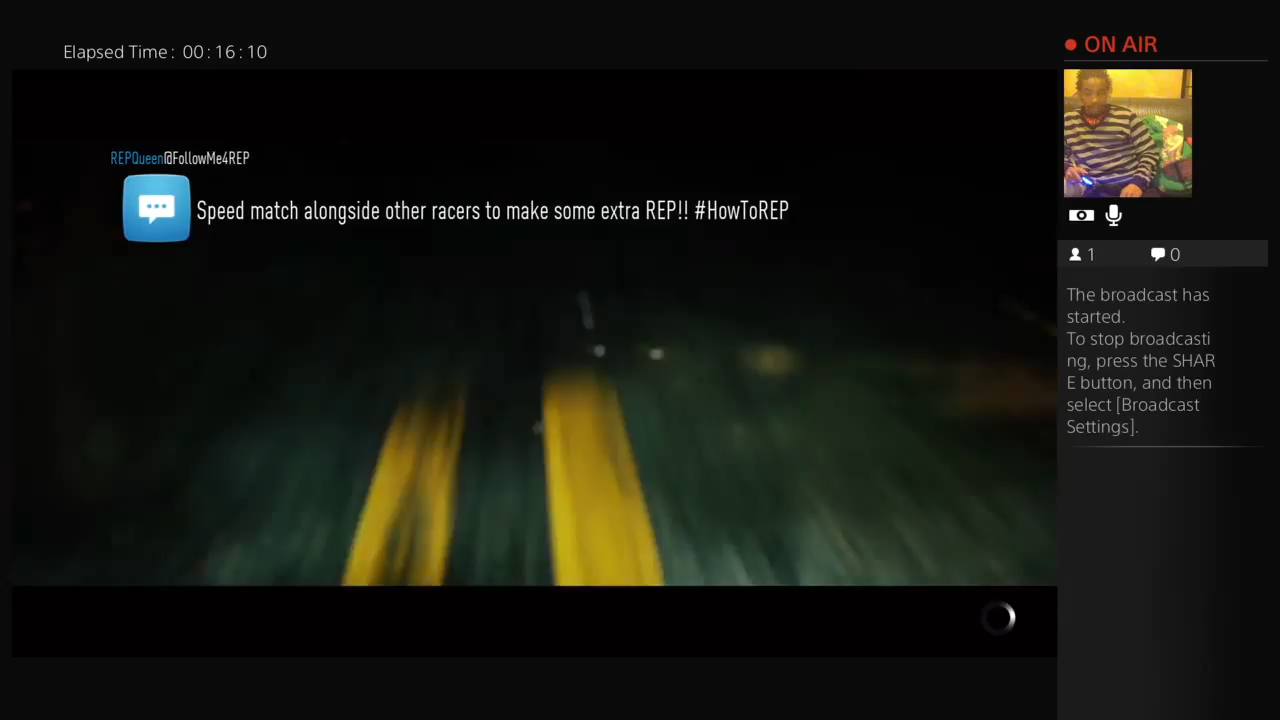 Elapsed Time: 00:16:10
ON AIR
REPQueen@FollowMe4REP
Speed match alongside other racers to make some extra REP!! #HowToREP
1 0
The broadcast has
started.
To stop broadcasti
ng, press the SHAR
E button, and then
select [Broadcast
Settings].